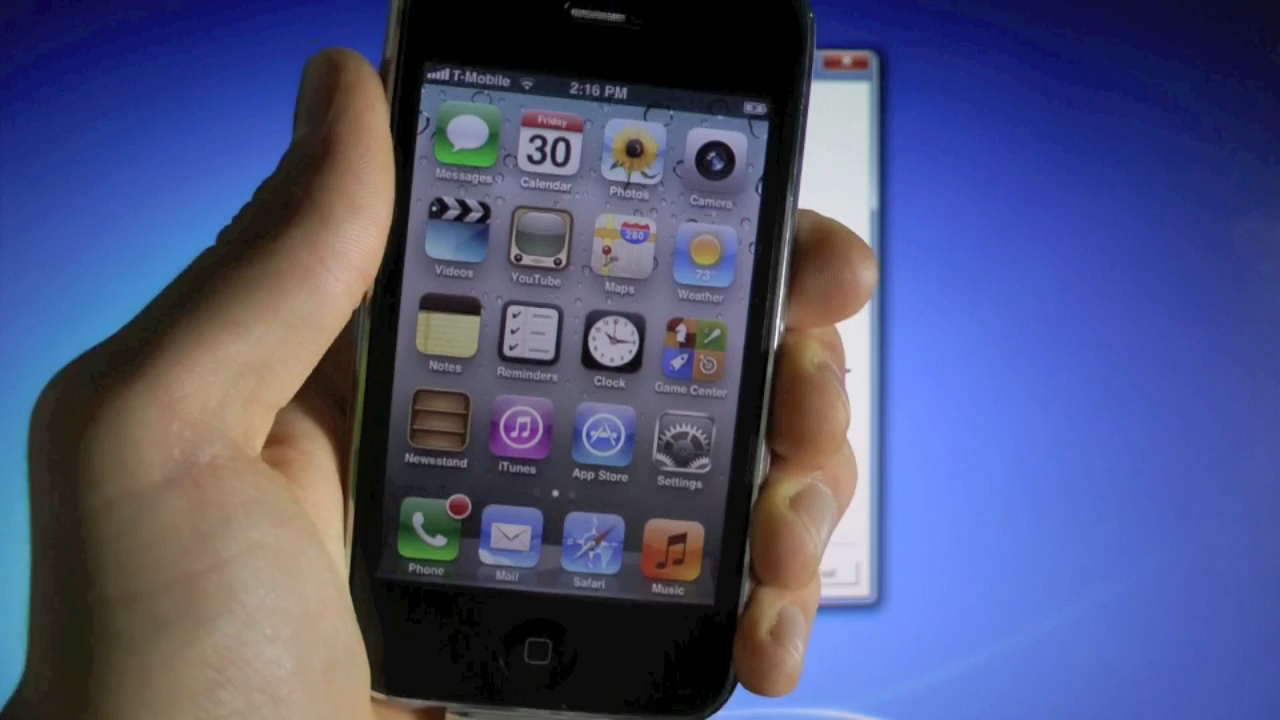 T-Mobile 2:16 PM
Friday
30
280
73°
Messages Calendar Photos Camera
Videos YouTube Maps Weather
Notes Reminders Clock Game Center
Newsstand iTunes App Store Settings
Phone Mail Safari Music